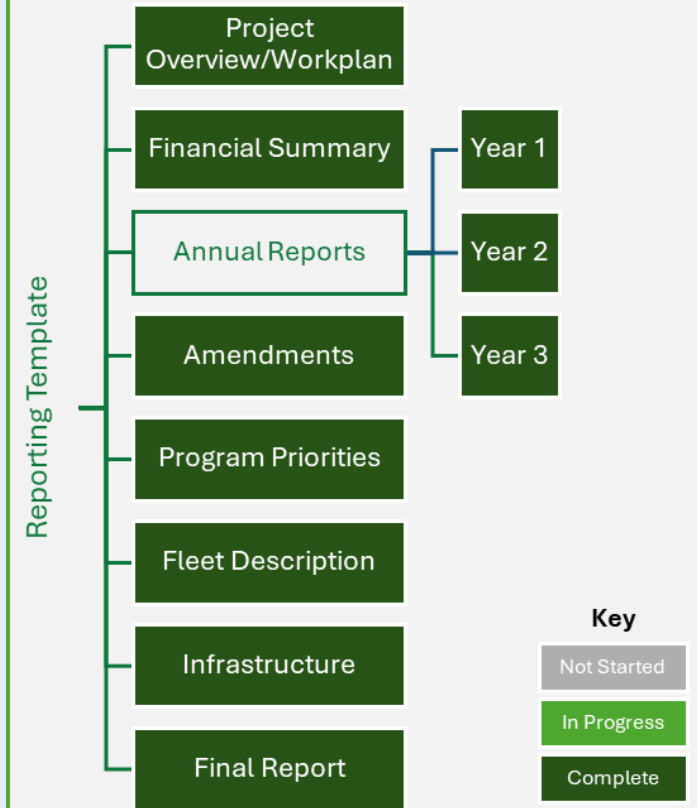 Reporting Template
Project
Overview/Workplan
Financial Summary
Annual Reports
Year 1
Year 2
Year 3
Amendments
Program Priorities
Fleet Description
Infrastructure
Final Report
Key
Not Started
In Progress
Complete